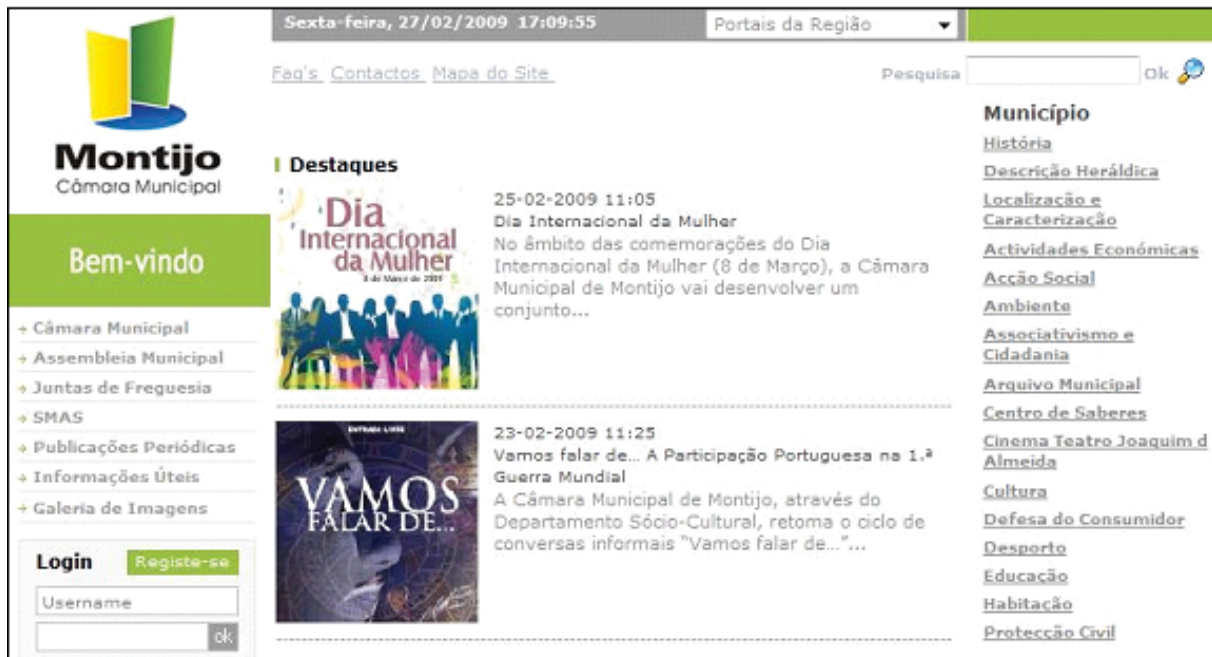 Sexta-feira, 27/02/2009 17:09:55
Portais da Região
Faq's Contactos Mapa do Site
Pesquisa
Ok
Montijo
Câmara Municipal
Bem-vindo
Câmara Municipal
Assembleia Municipal
Juntas de Freguesia
SMAS
Publicações Periódicas
Informações Úteis
Galeria de Imagens
Login
Registe-se
Username
ok
Destaques
Dia
Internacional
da Mulher
8 de Março de 2009
25-02-2009 11:05
Dia Internacional da Mulher
No âmbito das comemorações do Dia
Internacional da Mulher (8 de Março), a Câmara
Municipal de Montijo vai desenvolver um
conjunto...
ENTRADA LIVRE
VAMOS
FALAR DE...
23-02-2009 11:25
Vamos falar de... A Participação Portuguesa na 1.ª
Guerra Mundial
A Câmara Municipal de Montijo, através do
Departamento Sócio-Cultural, retoma o ciclo de
conversas informais “Vamos falar de...”...
Município
História
Descrição Heráldica
Localização e
Caracterização
Actividades Económicas
Acção Social
Ambiente
Associativismo e
Cidadania
Arquivo Municipal
Centro de Saberes
Cinema Teatro Joaquim d
Almeida
Cultura
Defesa do Consumidor
Desporto
Educação
Habitação
Protecção Civil